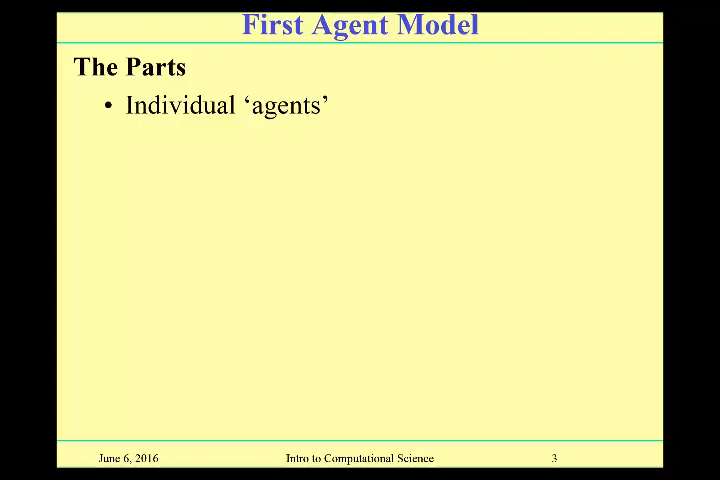 First Agent Model
The Parts
• Individual ‘agents’
June 6, 2016 Intro to Computational Science 3